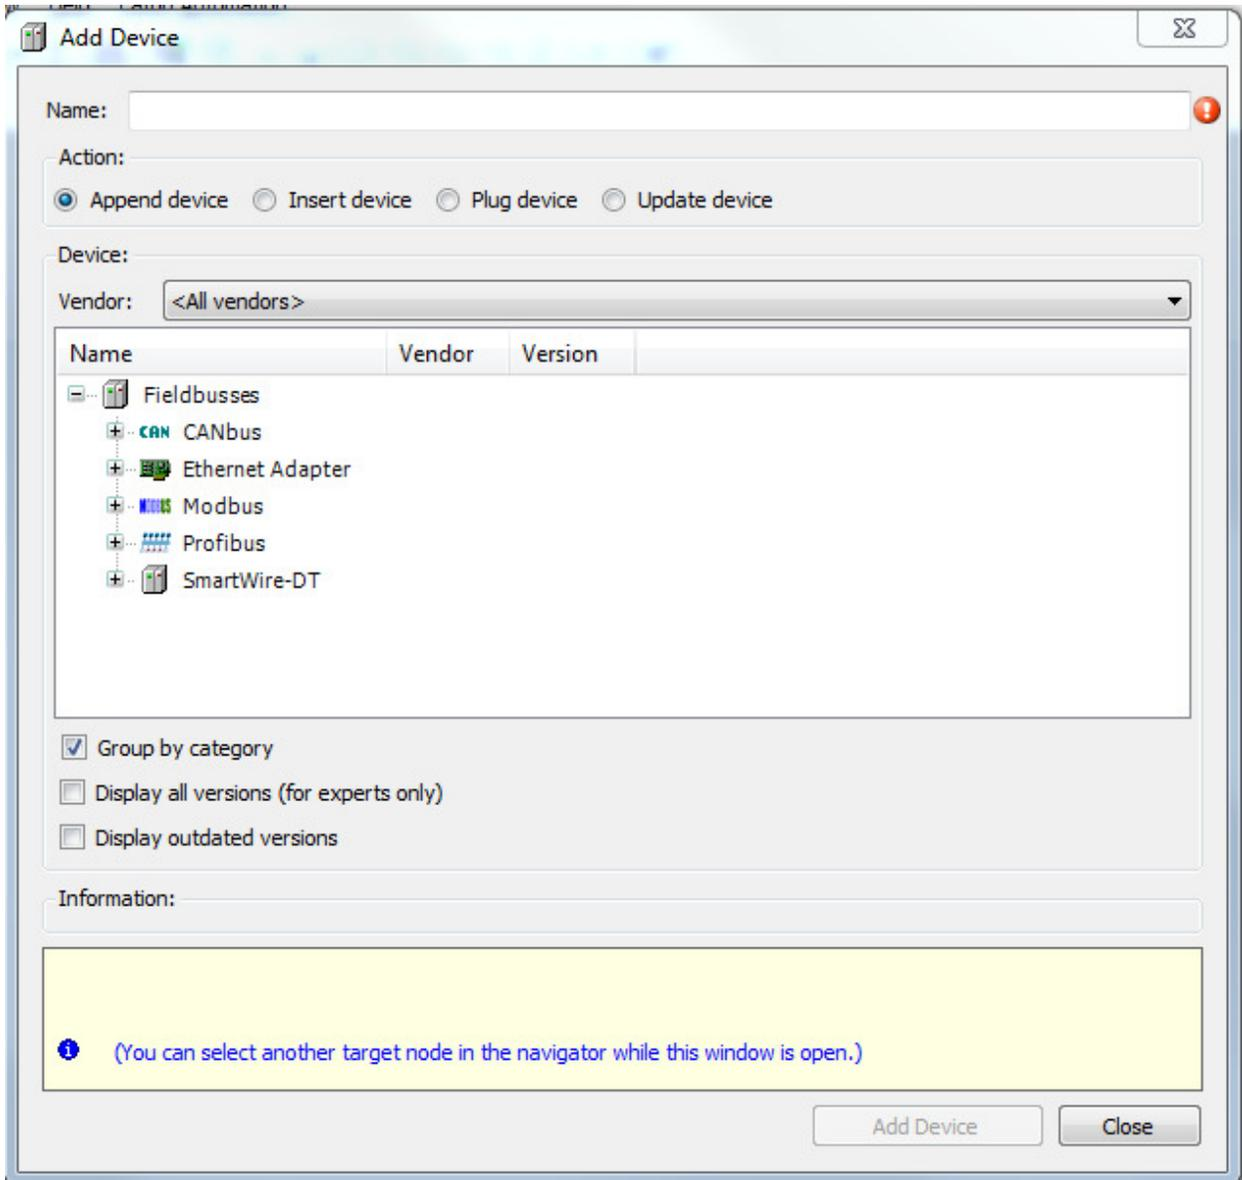 Add Device
Name:
Action:
Append device Insert device Plug device Update device
Device:
Vendor: <All vendors>
Name Vendor Version
Fieldbusses
CAN CANbus
Ethernet Adapter
Modbus
Profibus
SmartWire-DT
Group by category
Display all versions (for experts only)
Display outdated versions
Information:
(You can select another target node in the navigator while this window is open.)
Add Device Close